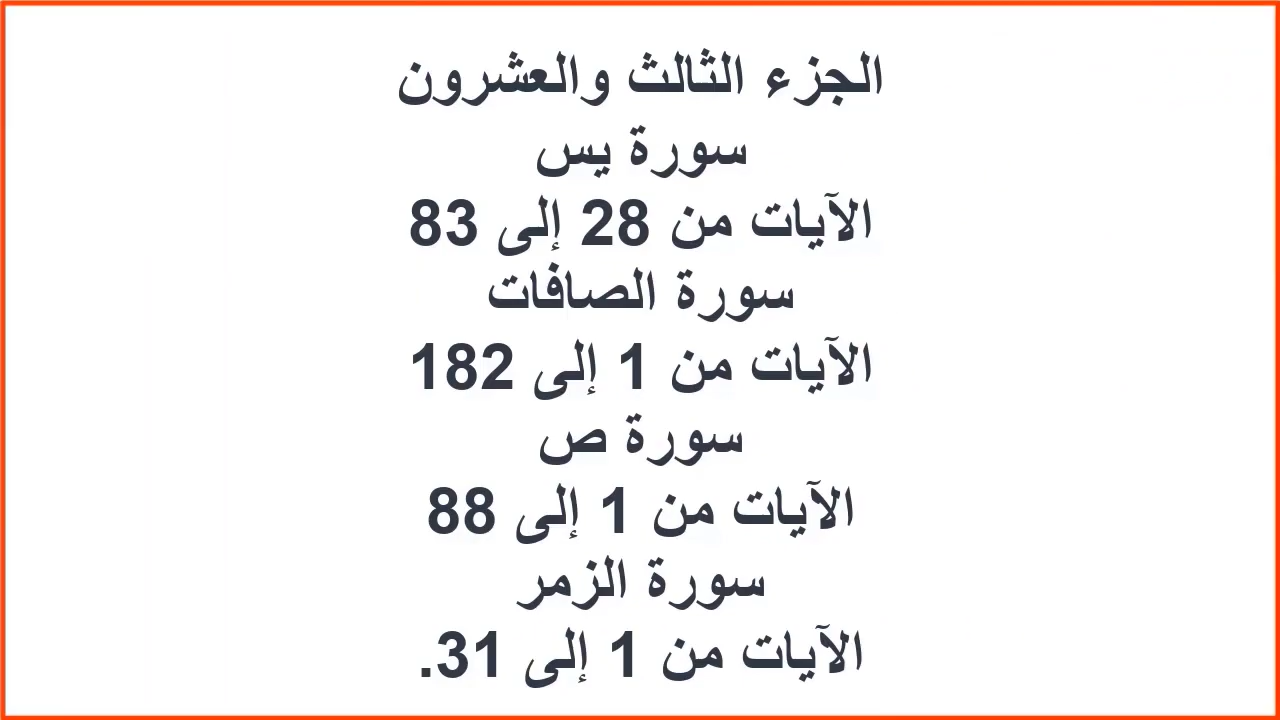 الجزء الثالث والعشرون
سورة يس
الآيات من 28 إلى 83
سورة الصافات
الآيات من 1 إلى 182
سورة ص
الآيات من 1 إلى 88
سورة الزمر
الآيات من 1 إلى 31.